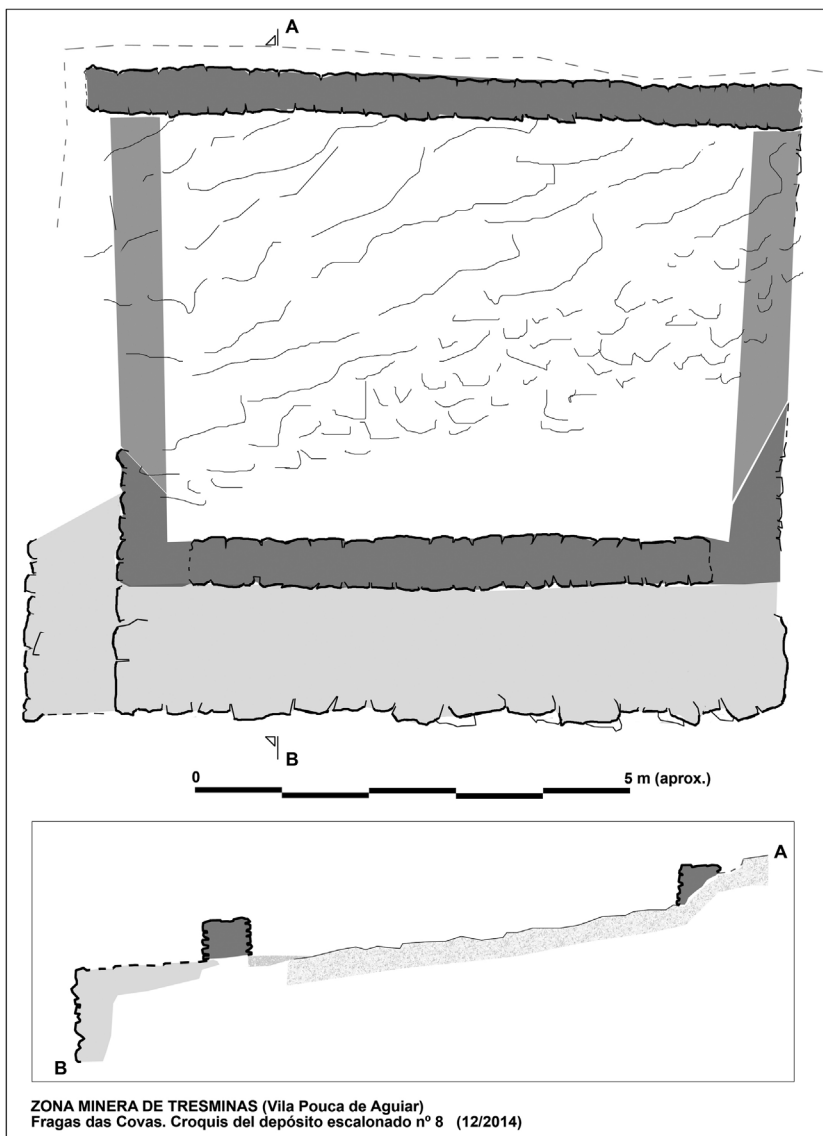 A
B
0 5 m (aprox.)
A
B
ZONA MINERA DE TRESMINAS (Vila Pouca de Aguiar)
Fragas das Covas. Croquis del depósito escalonado nº 8 (12/2014)